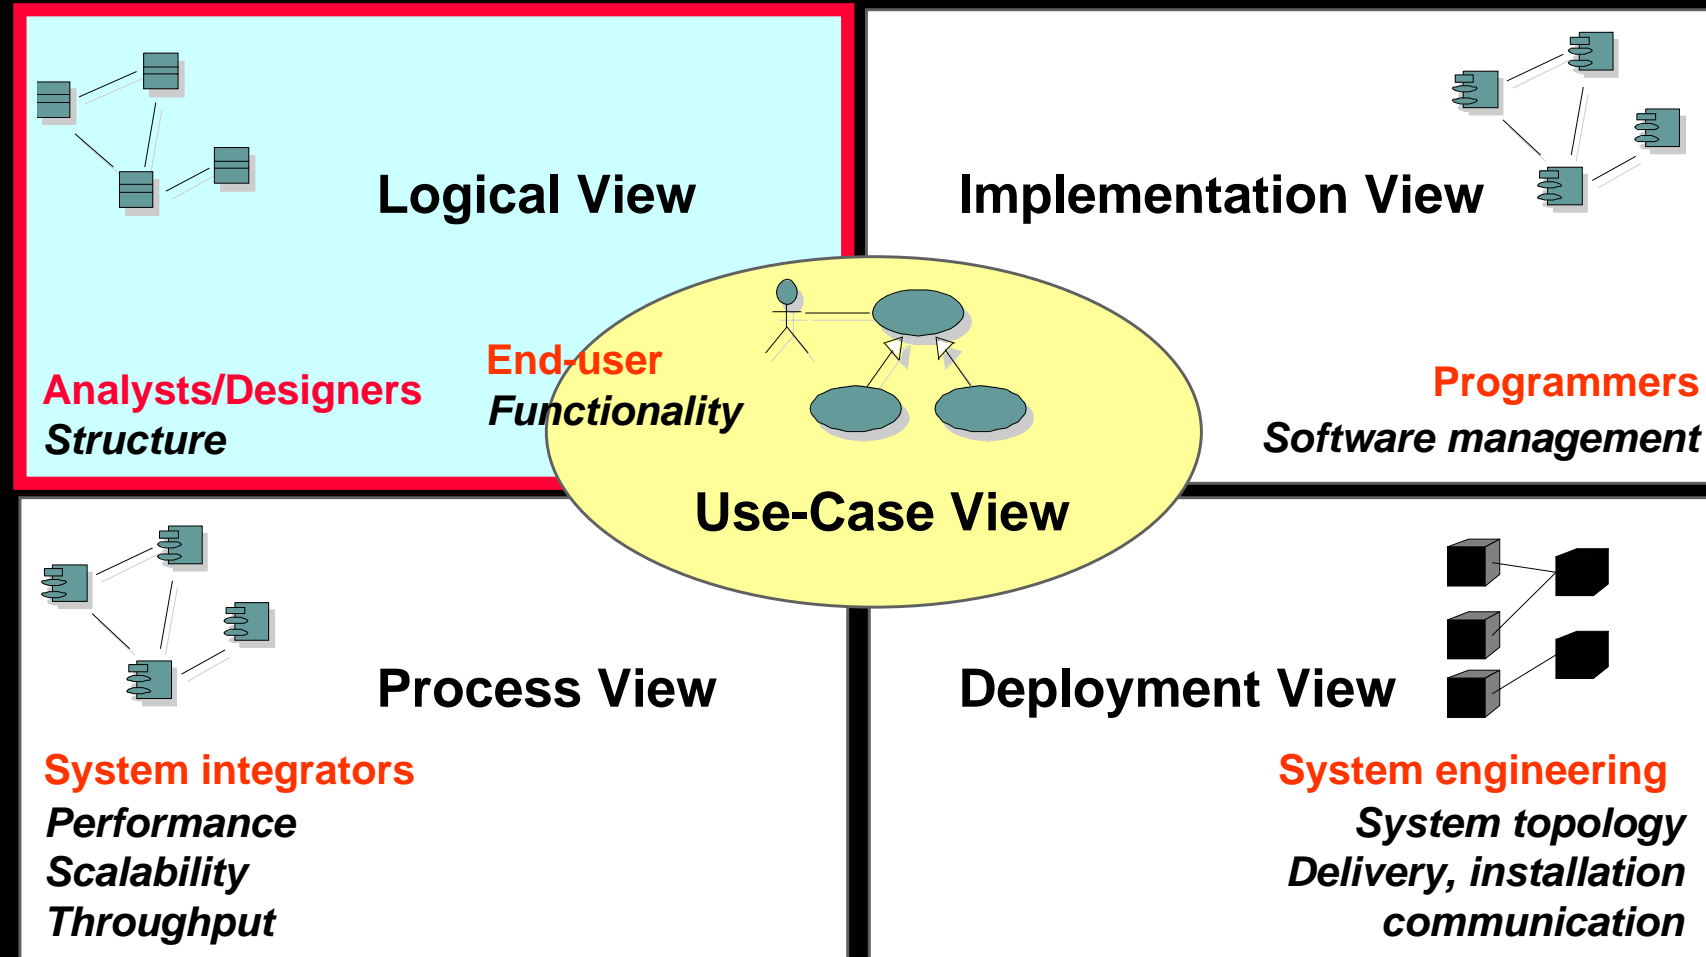 Logical View
Analysts/Designers
Structure
Implementation View
Programmers
Software management
End-user
Functionality
Use-Case View
Process View
System integrators
Performance
Scalability
Throughput
Deployment View
System engineering
System topology
Delivery, installation
communication